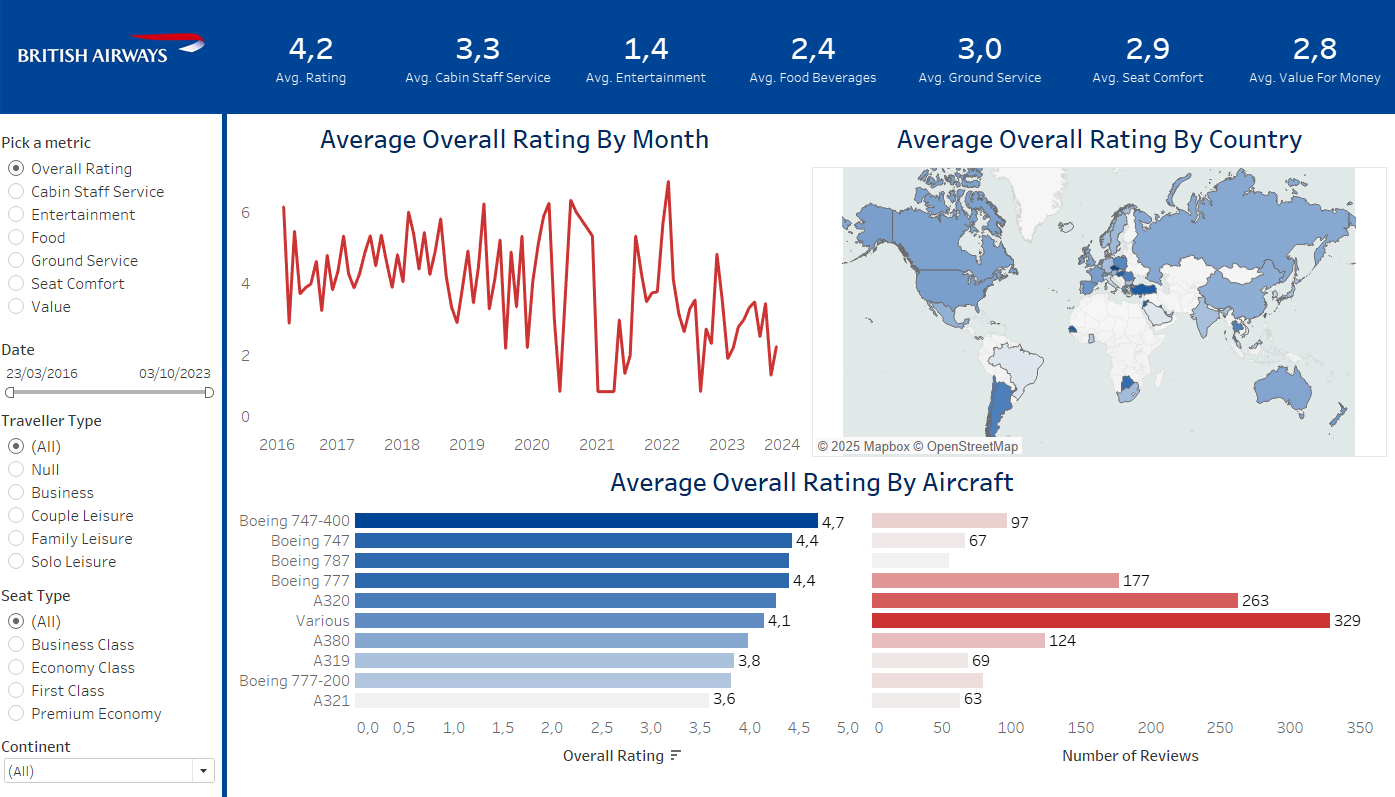 BRITISH AIRWAYS
4,2
Avg. Rating
3,3
Avg. Cabin Staff Service
1,4
Avg. Entertainment
2,4
Avg. Food Beverages
3,0
Avg. Ground Service
2,9
Avg. Seat Comfort
2,8
Avg. Value For Money
Pick a metric
Overall Rating
Cabin Staff Service
Entertainment
Food
Ground Service
Seat Comfort
Value
Date
23/03/2016 03/10/2023
Traveller Type
(All)
Null
Business
Couple Leisure
Family Leisure
Solo Leisure
Seat Type
(All)
Business Class
Economy Class
First Class
Premium Economy
Continent
(All)
Average Overall Rating By Month
6
4
2
0
2016 2017 2018 2019 2020 2021 2022 2023 2024
Average Overall Rating By Country
© 2025 Mapbox © OpenStreetMap
Average Overall Rating By Aircraft
Boeing 747-400 4,7 97
Boeing 747 4,4 67
Boeing 787
Boeing 777 4,4 177
A320 263
Various 4,1 329
A380 124
A319 3,8 69
Boeing 777-200
A321 3,6 63
0,0 0,5 1,0 1,5 2,0 2,5 3,0 3,5 4,0 4,5 5,0
Overall Rating
0 50 100 150 200 250 300 350
Number of Reviews